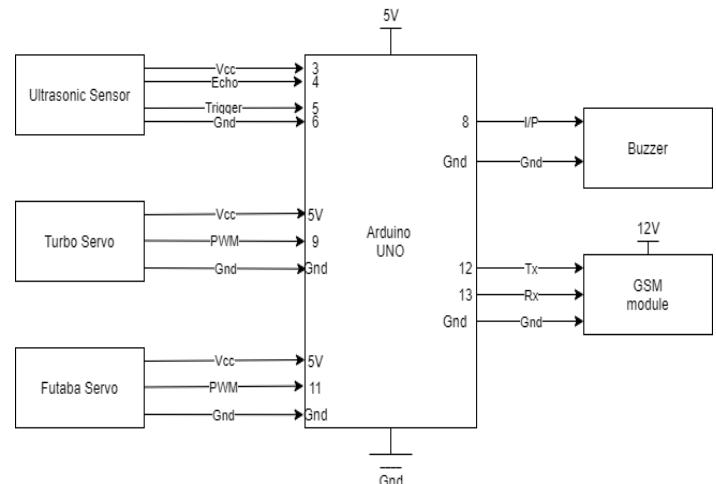 5V
Ultrasonic Sensor
Vcc
Echo
Trigger
Gnd
3
4
5
6
Turbo Servo
Vcc
PWM
Gnd
5V
9
Gnd
Futaba Servo
Vcc
PWM
Gnd
5V
11
Gnd
Arduino
UNO
8
Gnd
I/P
Gnd
Buzzer
12
13
Gnd
Tx
Rx
Gnd
12V
GSM
module
Gnd